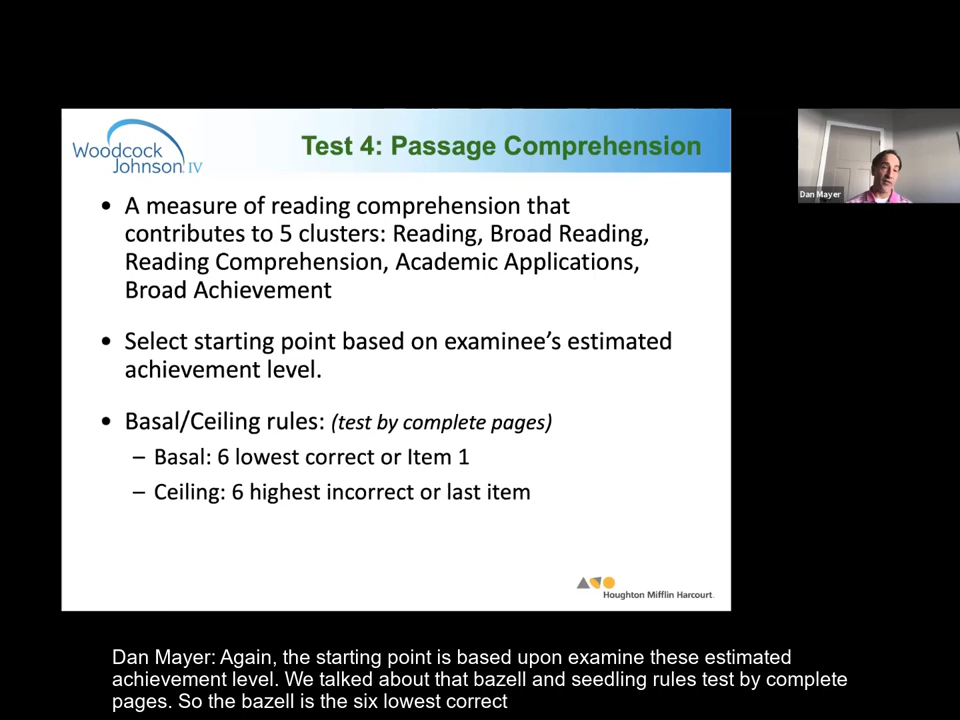 Woodcock
Johnson IV
Test 4: Passage Comprehension
• A measure of reading comprehension that
contributes to 5 clusters: Reading, Broad Reading,
Reading Comprehension, Academic Applications,
Broad Achievement
• Select starting point based on examinee’s estimated
achievement level.
• Basal/Ceiling rules: (test by complete pages)
– Basal: 6 lowest correct or Item 1
– Ceiling: 6 highest incorrect or last item
Houghton Mifflin Harcourt.
Dan Mayer
Dan Mayer: Again, the starting point is based upon examine these estimated
achievement level. We talked about that bazell and seedling rules test by complete
pages. So the bazell is the six lowest correct